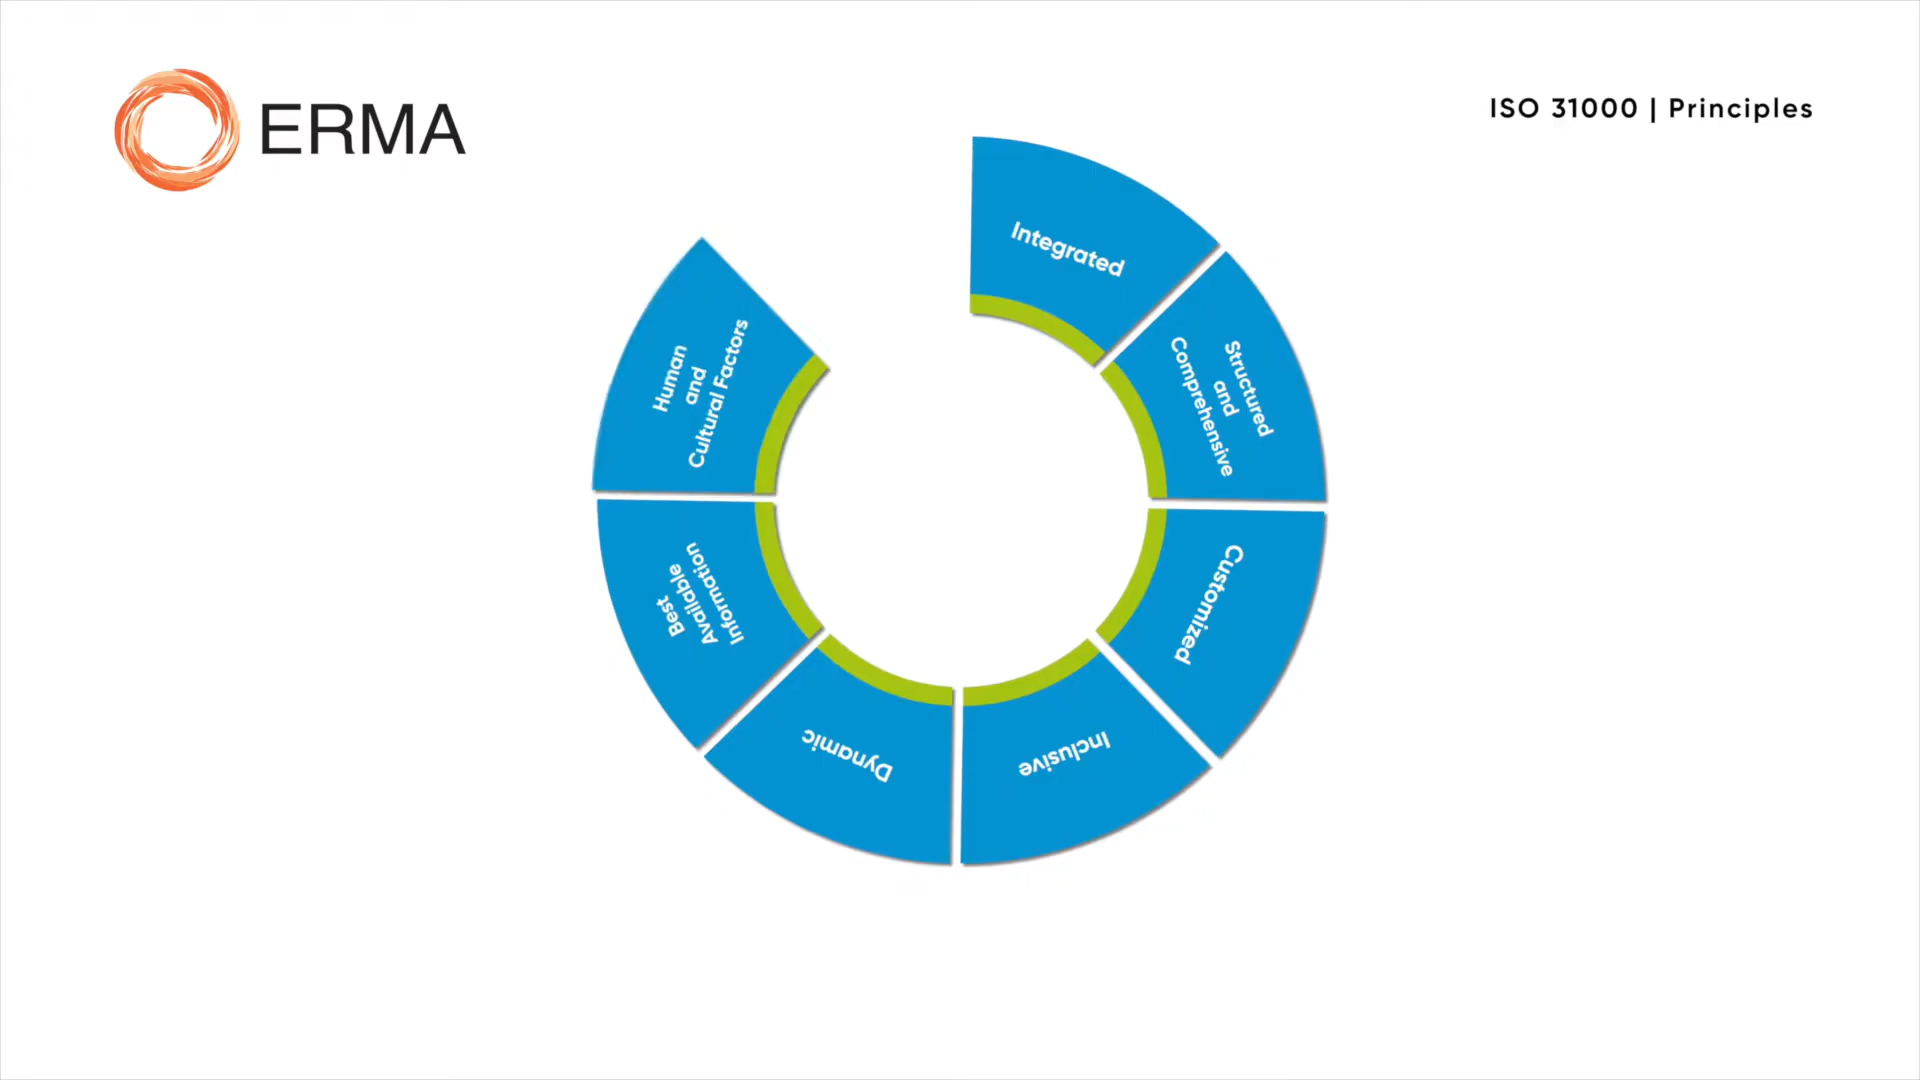 ERMA
ISO 31000 | Principles
Integrated
Structured
and
Comprehensive
Customized
Inclusive
Dynamic
Best
Available
Information
Human
and
Cultural Factors